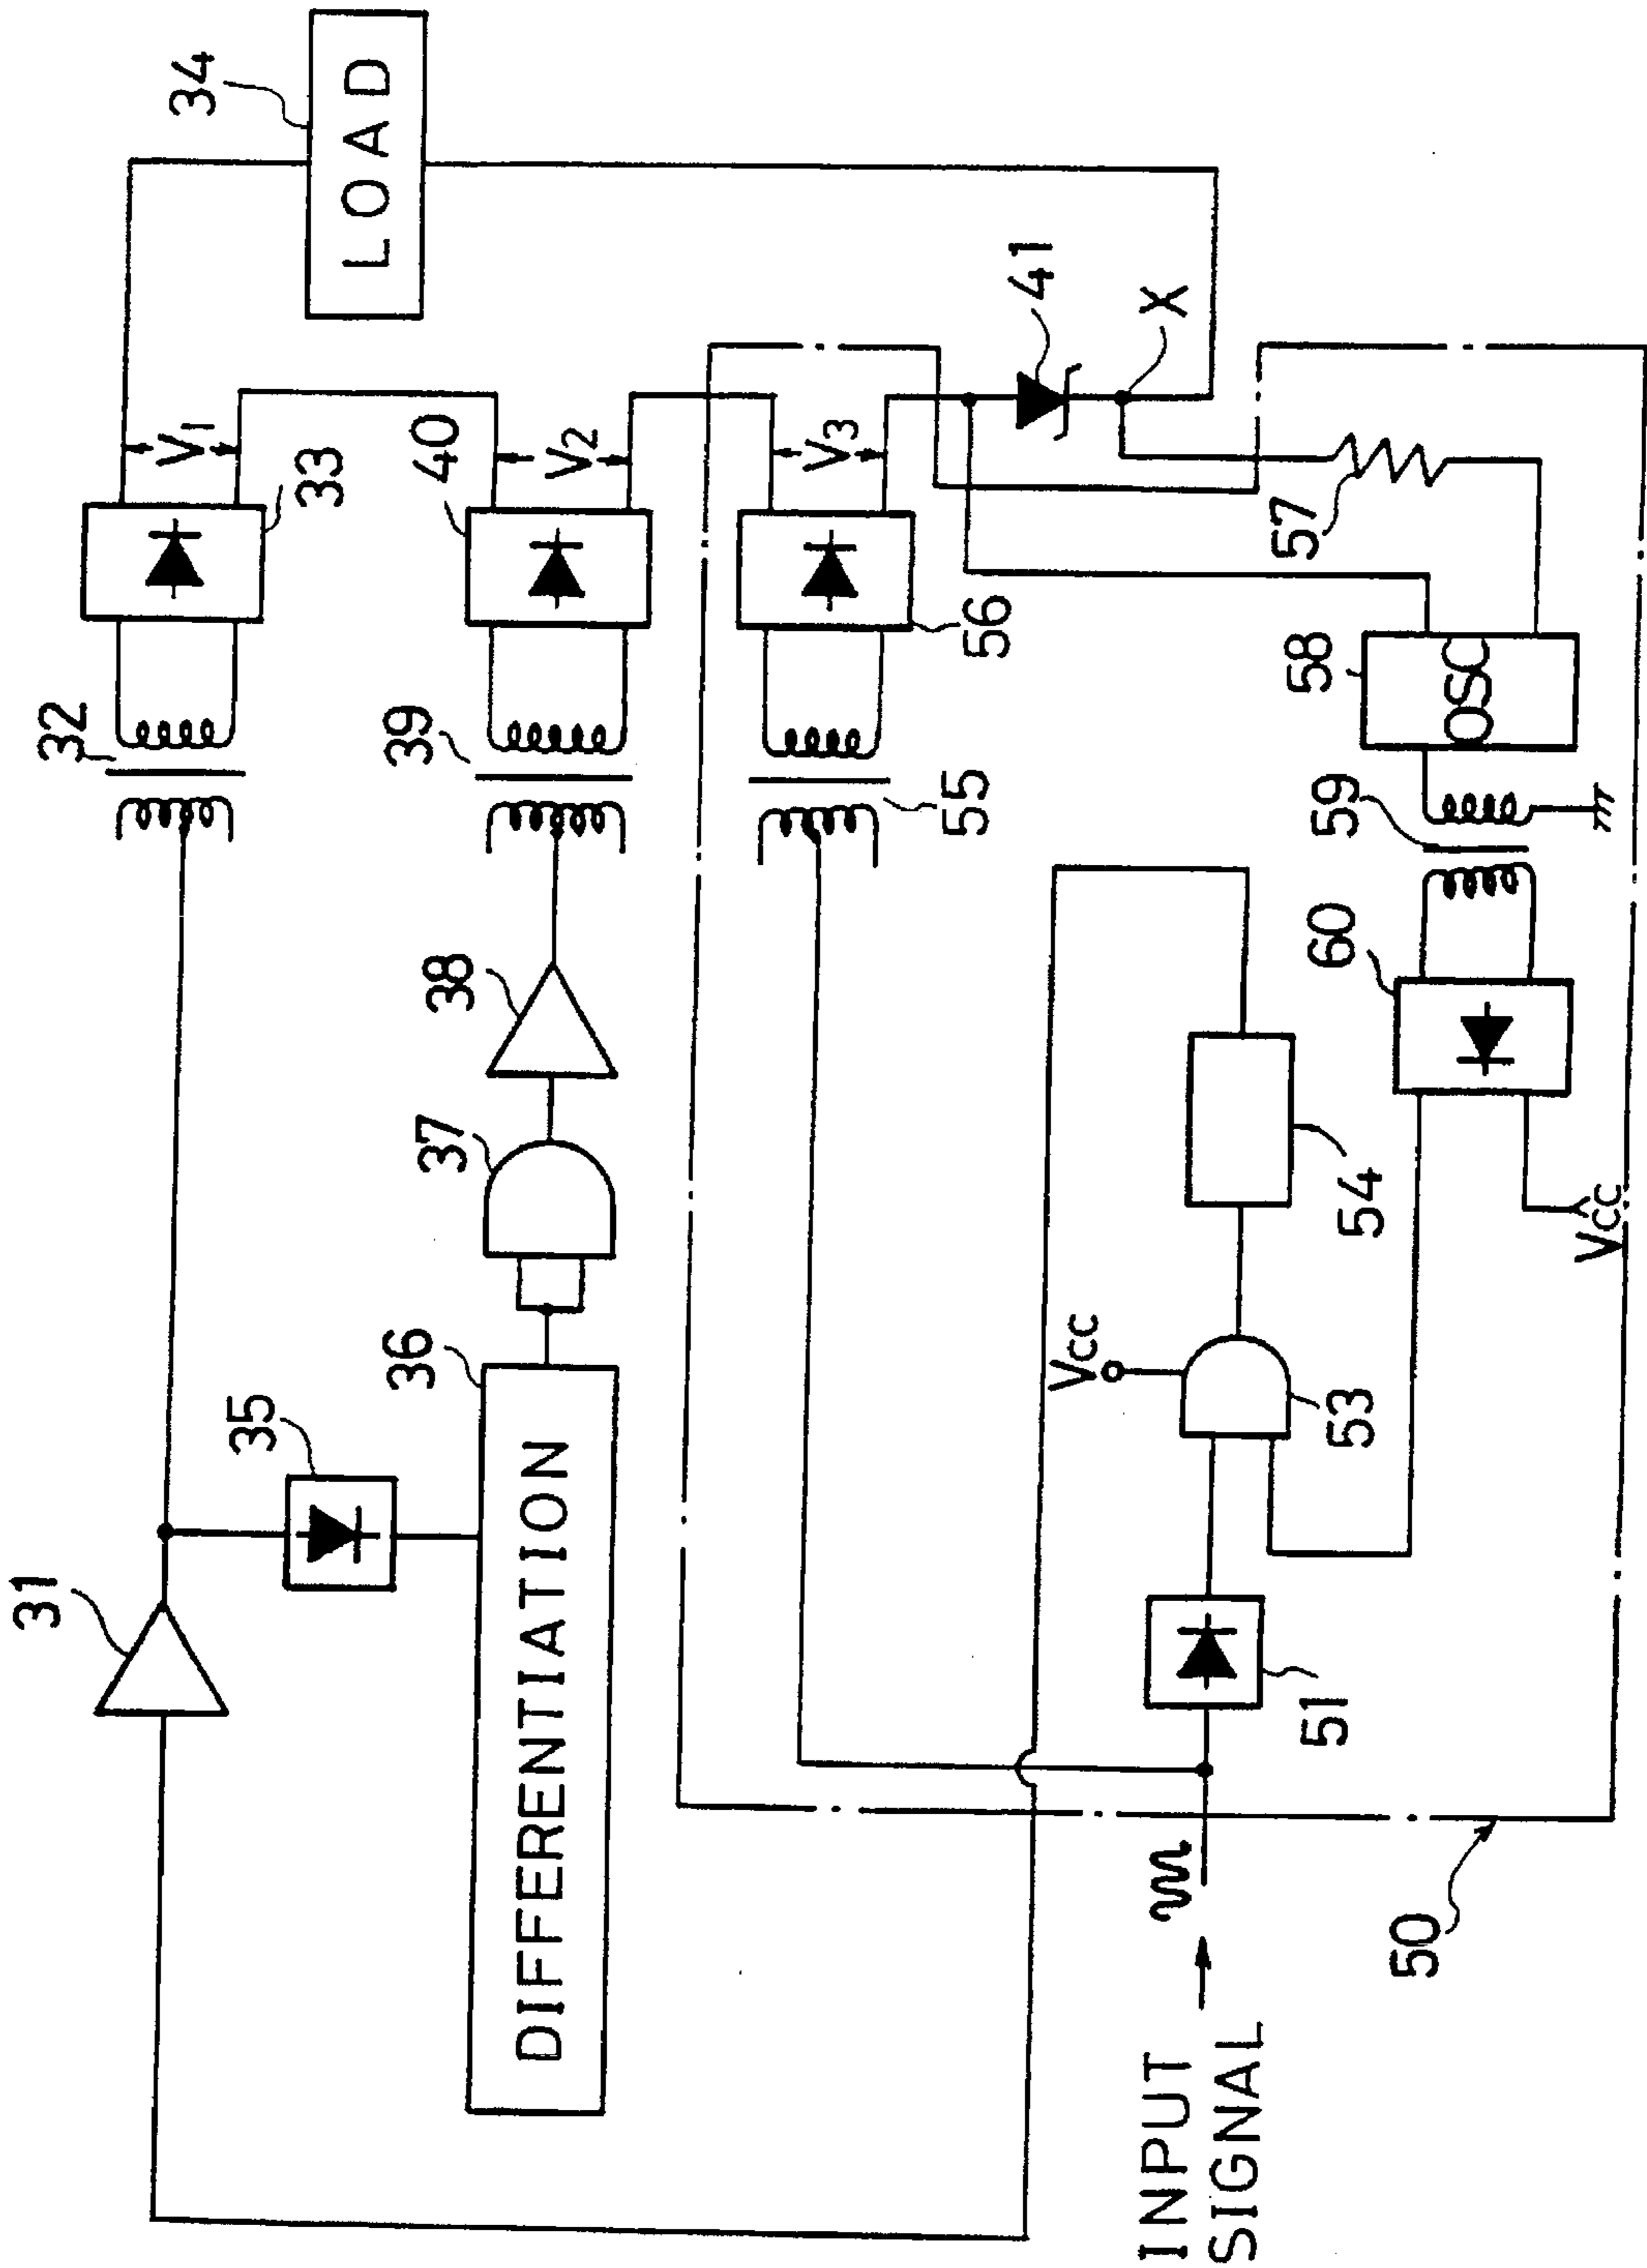 34
LOAD
32
33
V1
39
40
V2
55
56
V3
41
X
57
31
35
36
DIFFERENTIATION
37
38
58
OSC
59
60
VCC
54
VCC
53
51
INPUT
SIGNAL
50